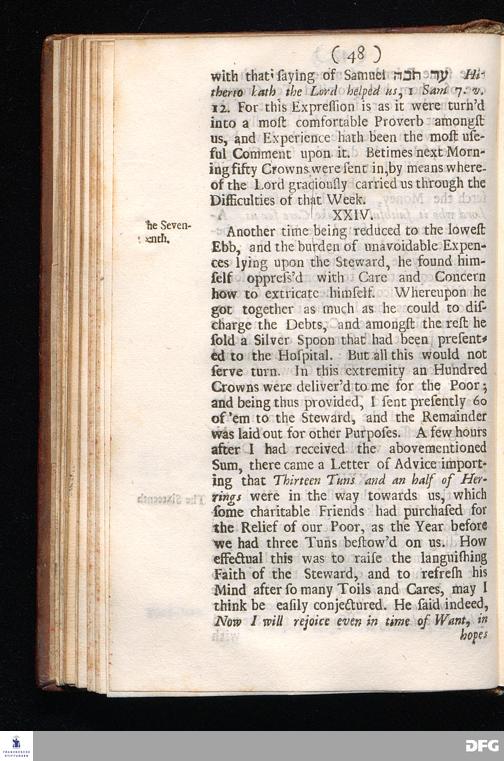 ( 48 )
with that ſaying of Samuel עד הבה Hi-
therto hath the Lord helped us, 1 Sam 7. v.
12. For this Expreſſion is as it were turn'd
into a moſt comfortable Proverb amongſt
us, and Experience hath been the moſt uſe-
ful Comment upon it. Betimes next Morn-
ing fifty Crowns were ſent in, by means where-
of the Lord graciouſly carried us through the
Difficulties of that Week.
XXIV.
he Seven-
enth.
Another time being reduced to the loweſt
Ebb, and the burden of unavoidable Expen-
ces lying upon the Steward, he found him-
ſelf oppreſs'd with Care and Concern
how to extricate himſelf. Whereupon he
got together as much as he could to diſ-
charge the Debts, and amongſt the reſt he
ſold a Silver Spoon that had been preſent-
ed to the Hoſpital. But all this would not
ſerve turn. In this extremity an Hundred
Crowns were deliver'd to me for the Poor;
and being thus provided, I ſent preſently 60
of 'em to the Steward, and the Remainder
was laid out for other Purpoſes. A few hours
after I had received the abovementioned
Sum, there came a Letter of Advice import-
ing that Thirteen Tuns and an half of Her-
rings were in the way towards us, which
ſome charitable Friends had purchaſed for
the Relief of our Poor, as the Year before
we had three Tuns beſtow'd on us. How
effectual this was to raiſe the languiſhing
Faith of the Steward, and to refreſh his
Mind after ſo many Toils and Cares, may I
think be eaſily conjectured. He ſaid indeed,
Now I will rejoice even in time of Want, in
hopes
FRANCKESCHE
STIFTUNGEN
DFG